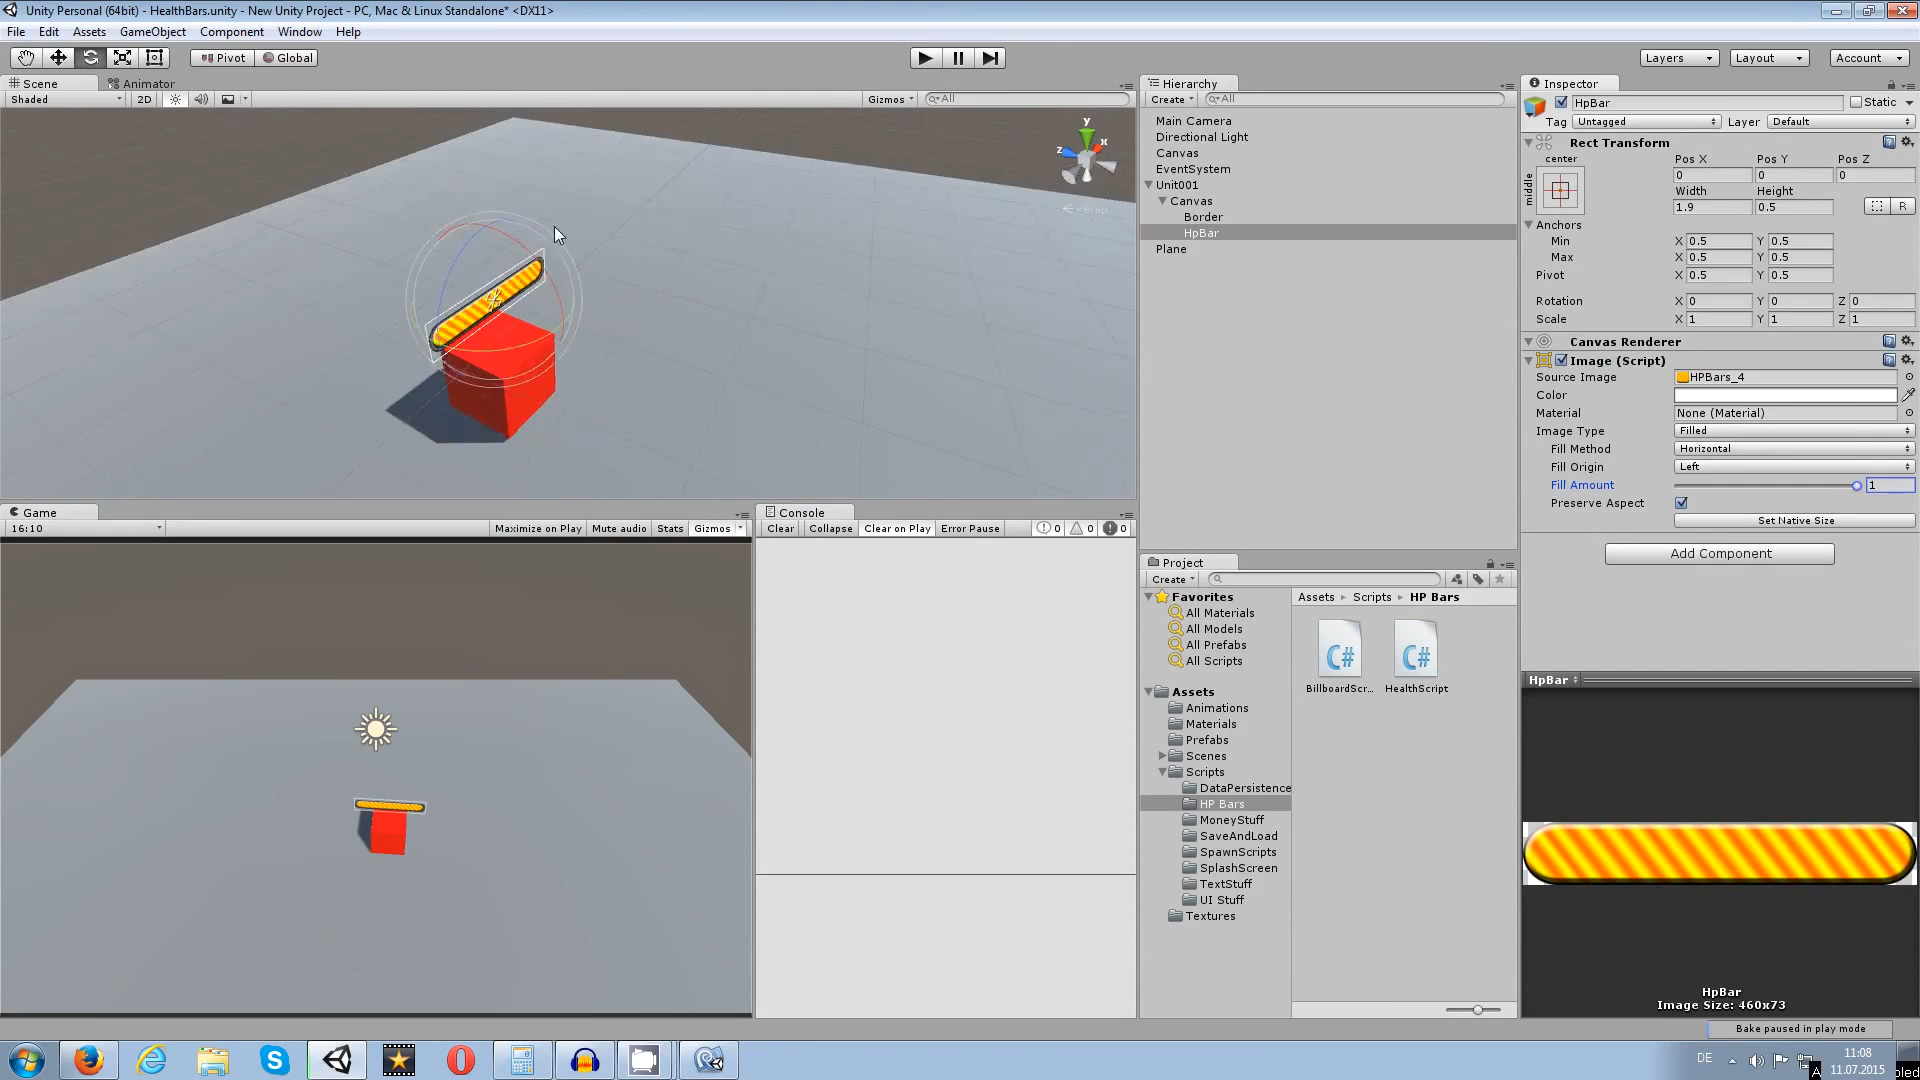 Unity Personal (64bit) - HealthBars.unity - New Unity Project - PC, Mac & Linux Standalone* <DX11>
File Edit Assets GameObject Component Window Help
Pivot Global Layers Layout Account
Scene Animator
Shaded 2D Gizmos All
y
x
z
Persp
Hierarchy
Create All
Main Camera
Directional Light
Canvas
EventSystem
Unit001
Canvas
Border
HpBar
Plane
Inspector
HpBar Static
Tag Untagged Layer Default
Rect Transform
center
middle
Pos X Pos Y Pos Z
0 0 0
Width Height
1.9 0.5 R
Anchors
Min X 0.5 Y 0.5
Max X 0.5 Y 0.5
Pivot X 0.5 Y 0.5
Rotation X 0 Y 0 Z 0
Scale X 1 Y 1 Z 1
Canvas Renderer
Image (Script)
Source Image HPBars_4
Color
Material None (Material)
Image Type Filled
Fill Method Horizontal
Fill Origin Left
Fill Amount 1
Preserve Aspect
Set Native Size
Add Component
Game
16:10 Maximize on Play Mute audio Stats Gizmos
Console
Clear Collapse Clear on Play Error Pause 0 0 0
Project
Create
Favorites
All Materials
All Models
All Prefabs
All Scripts
Assets
Animations
Materials
Prefabs
Scenes
Scripts
DataPersistence
HP Bars
MoneyStuff
SaveAndLoad
SpawnScripts
SplashScreen
TextStuff
UI Stuff
Textures
Assets Scripts HP Bars
C# C#
BillboardScr... HealthScript
HpBar
HpBar
Image Size: 460x73
Bake paused in play mode
DE
11:08
11.07.2015